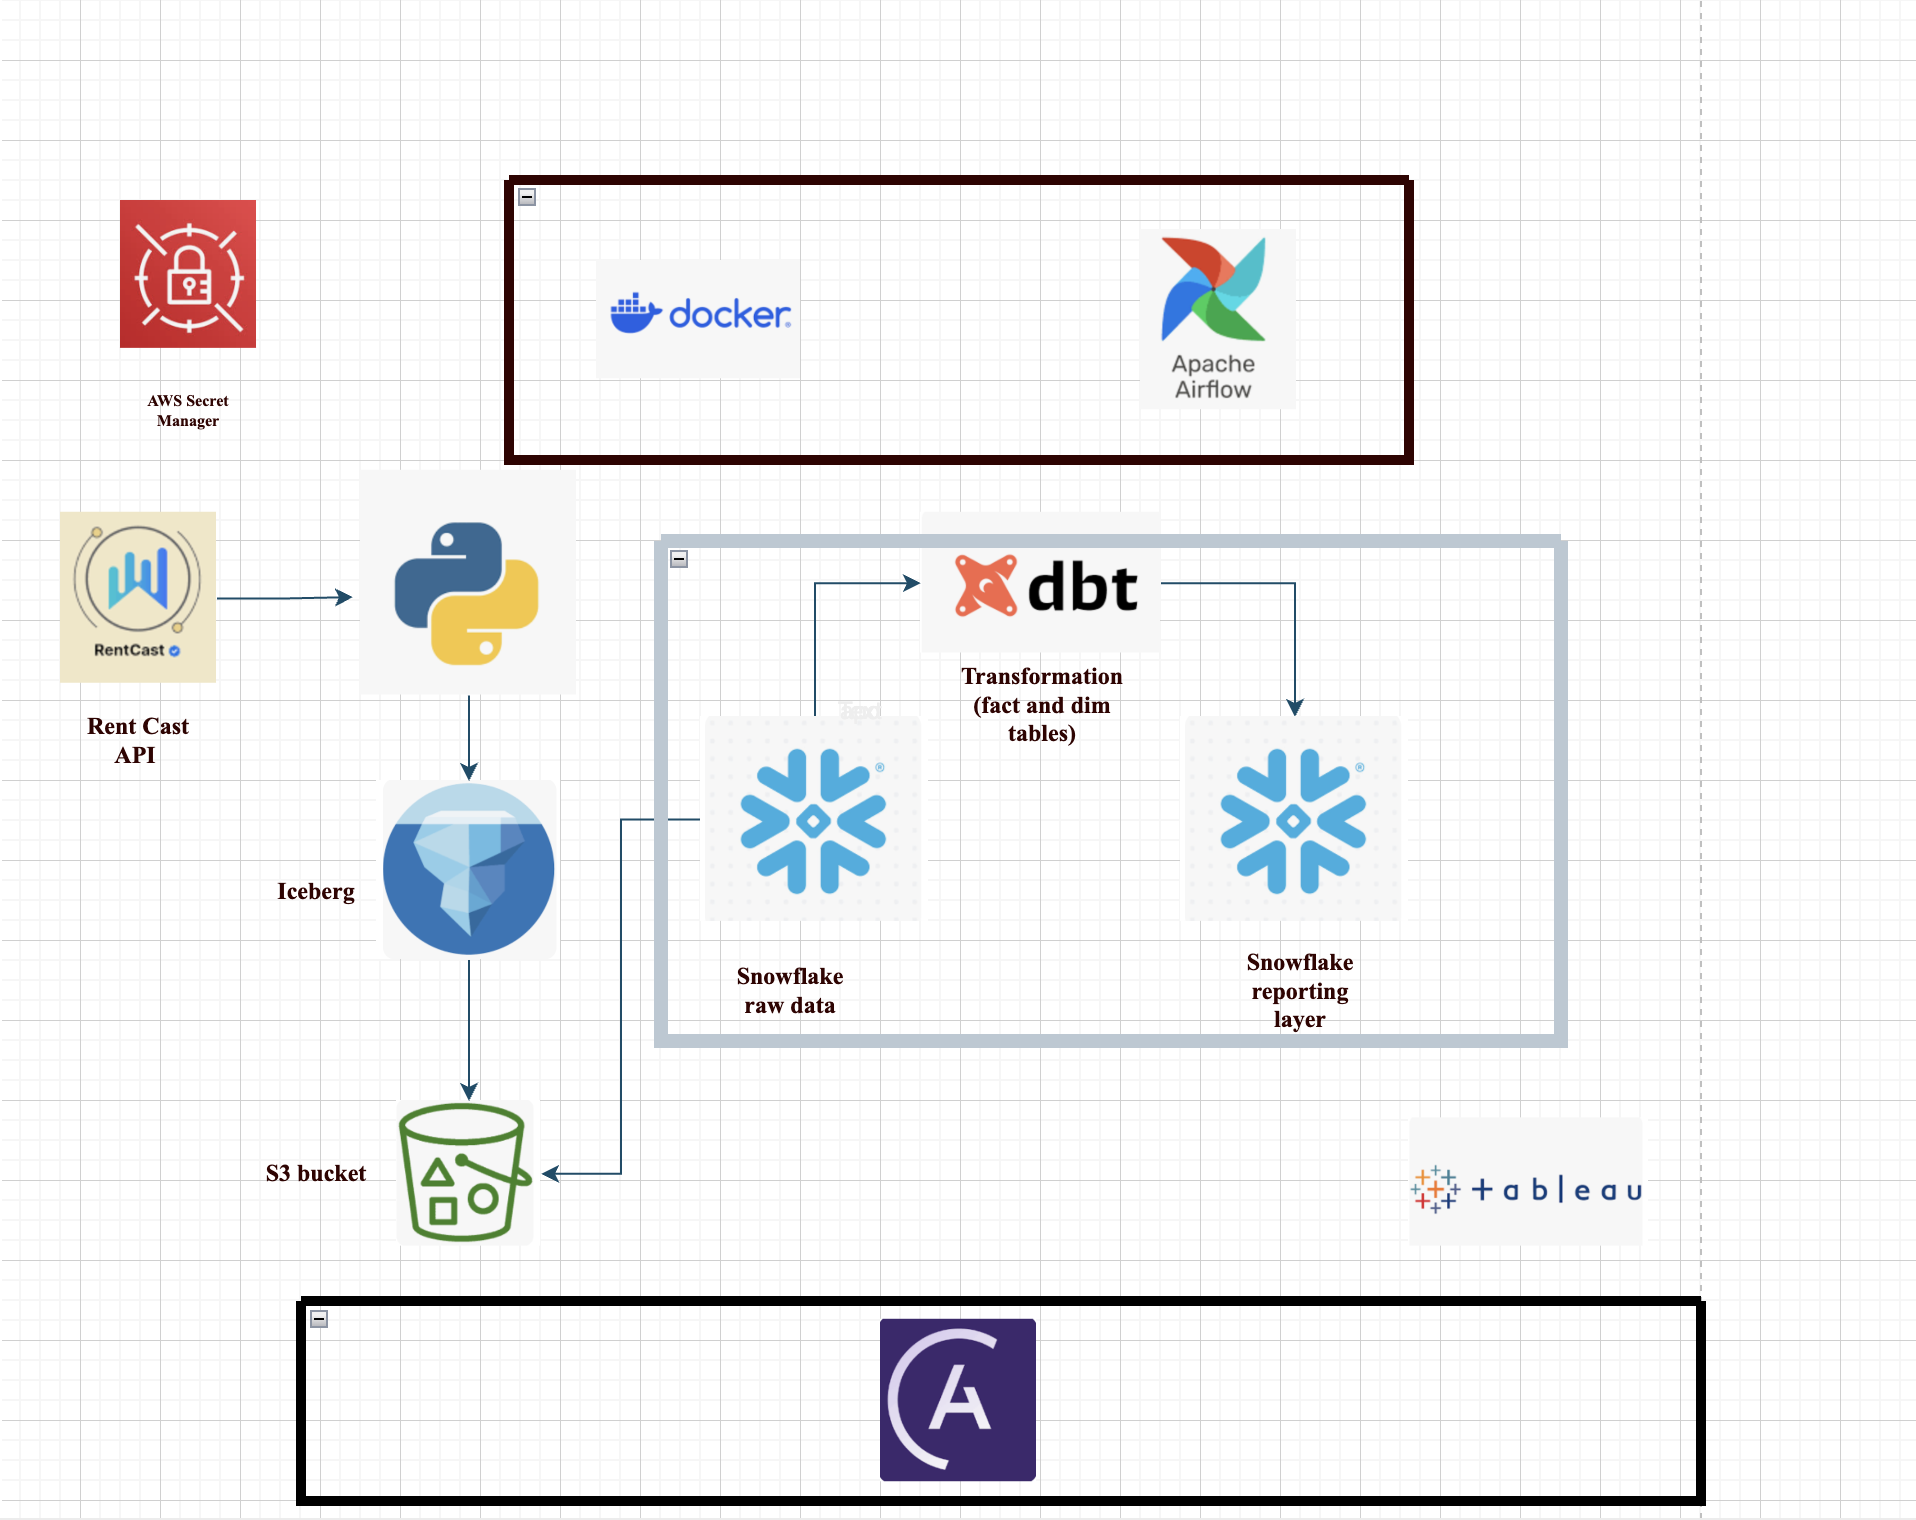 docker
Apache
Airflow
AWS Secret
Manager
RentCast
Rent Cast
API
dbt
Transformation
(fact and dim
tables)
®
®
Iceberg
Snowflake
raw data
Snowflake
reporting
layer
S3 bucket
+ableau
A